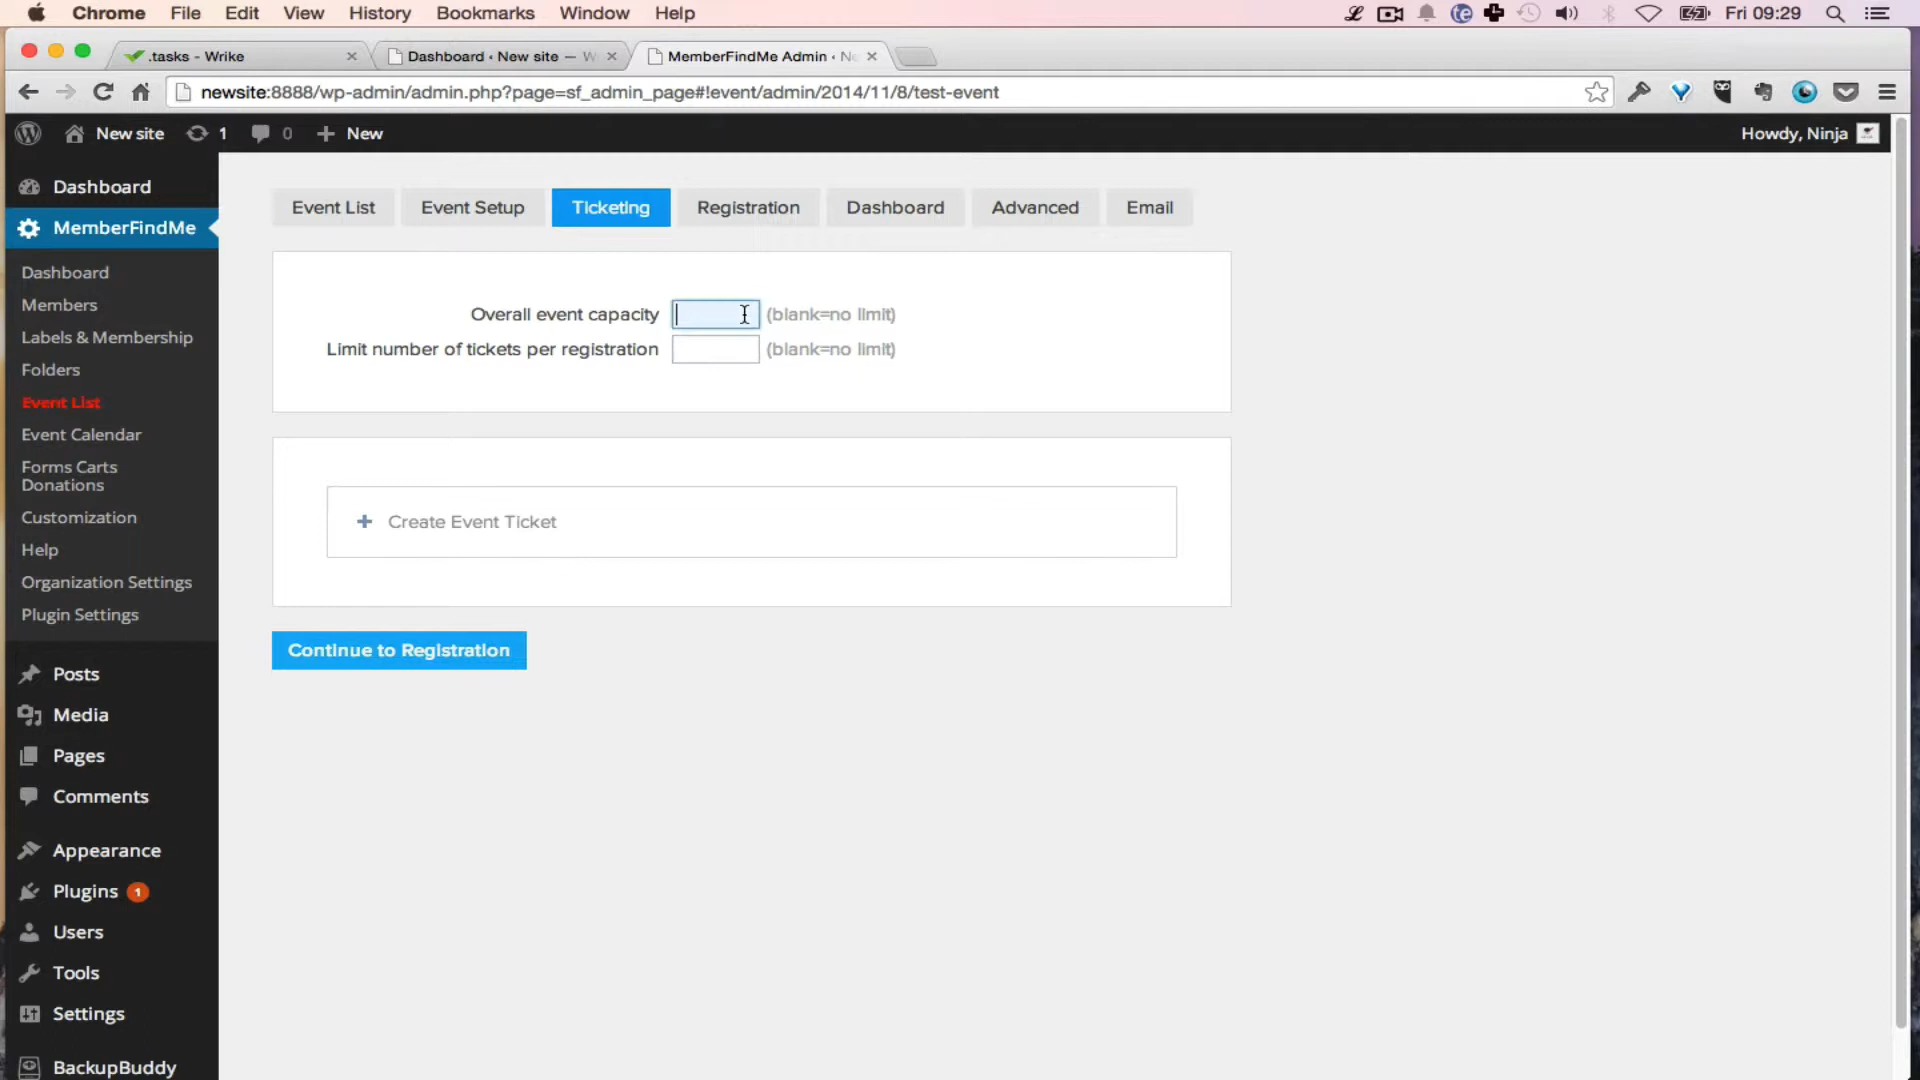 Chrome File Edit View History Bookmarks Window Help Fri 09:29
.tasks - Wrike Dashboard ‹ New site — W MemberFindMe Admin ‹ Ne
newsite:8888/wp-admin/admin.php?page=sf_admin_page#!event/admin/2014/11/8/test-event
New site 1 0 + New Howdy, Ninja
Dashboard
MemberFindMe
Dashboard
Members
Labels & Membership
Folders
Event List
Event Calendar
Forms Carts
Donations
Customization
Help
Organization Settings
Plugin Settings
Posts
Media
Pages
Comments
Appearance
Plugins 1
Users
Tools
Settings
BackupBuddy
Event List Event Setup Ticketing Registration Dashboard Advanced Email
Overall event capacity (blank=no limit)
Limit number of tickets per registration (blank=no limit)
+ Create Event Ticket
Continue to Registration